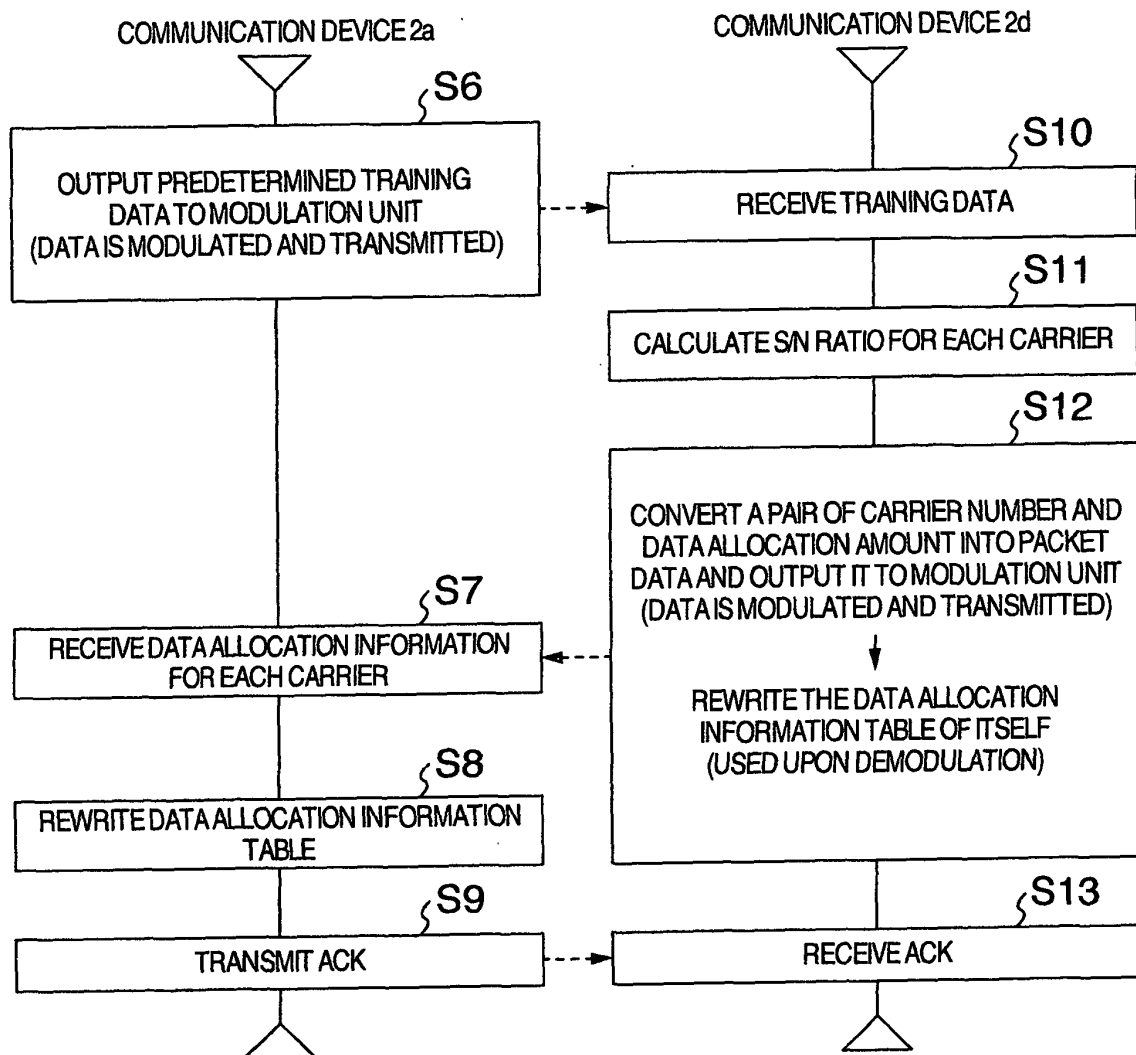 COMMUNICATION DEVICE 2a
S6
OUTPUT PREDETERMINED TRAINING
DATA TO MODULATION UNIT
(DATA IS MODULATED AND TRANSMITTED)
S7
RECEIVE DATA ALLOCATION INFORMATION
FOR EACH CARRIER
S8
REWRITE DATA ALLOCATION INFORMATION
TABLE
S9
TRANSMIT ACK
COMMUNICATION DEVICE 2d
S10
RECEIVE TRAINING DATA
S11
CALCULATE S/N RATIO FOR EACH CARRIER
S12
CONVERT A PAIR OF CARRIER NUMBER AND
DATA ALLOCATION AMOUNT INTO PACKET
DATA AND OUTPUT IT TO MODULATION UNIT
(DATA IS MODULATED AND TRANSMITTED)
REWRITE THE DATA ALLOCATION
INFORMATION TABLE OF ITSELF
(USED UPON DEMODULATION)
S13
RECEIVE ACK